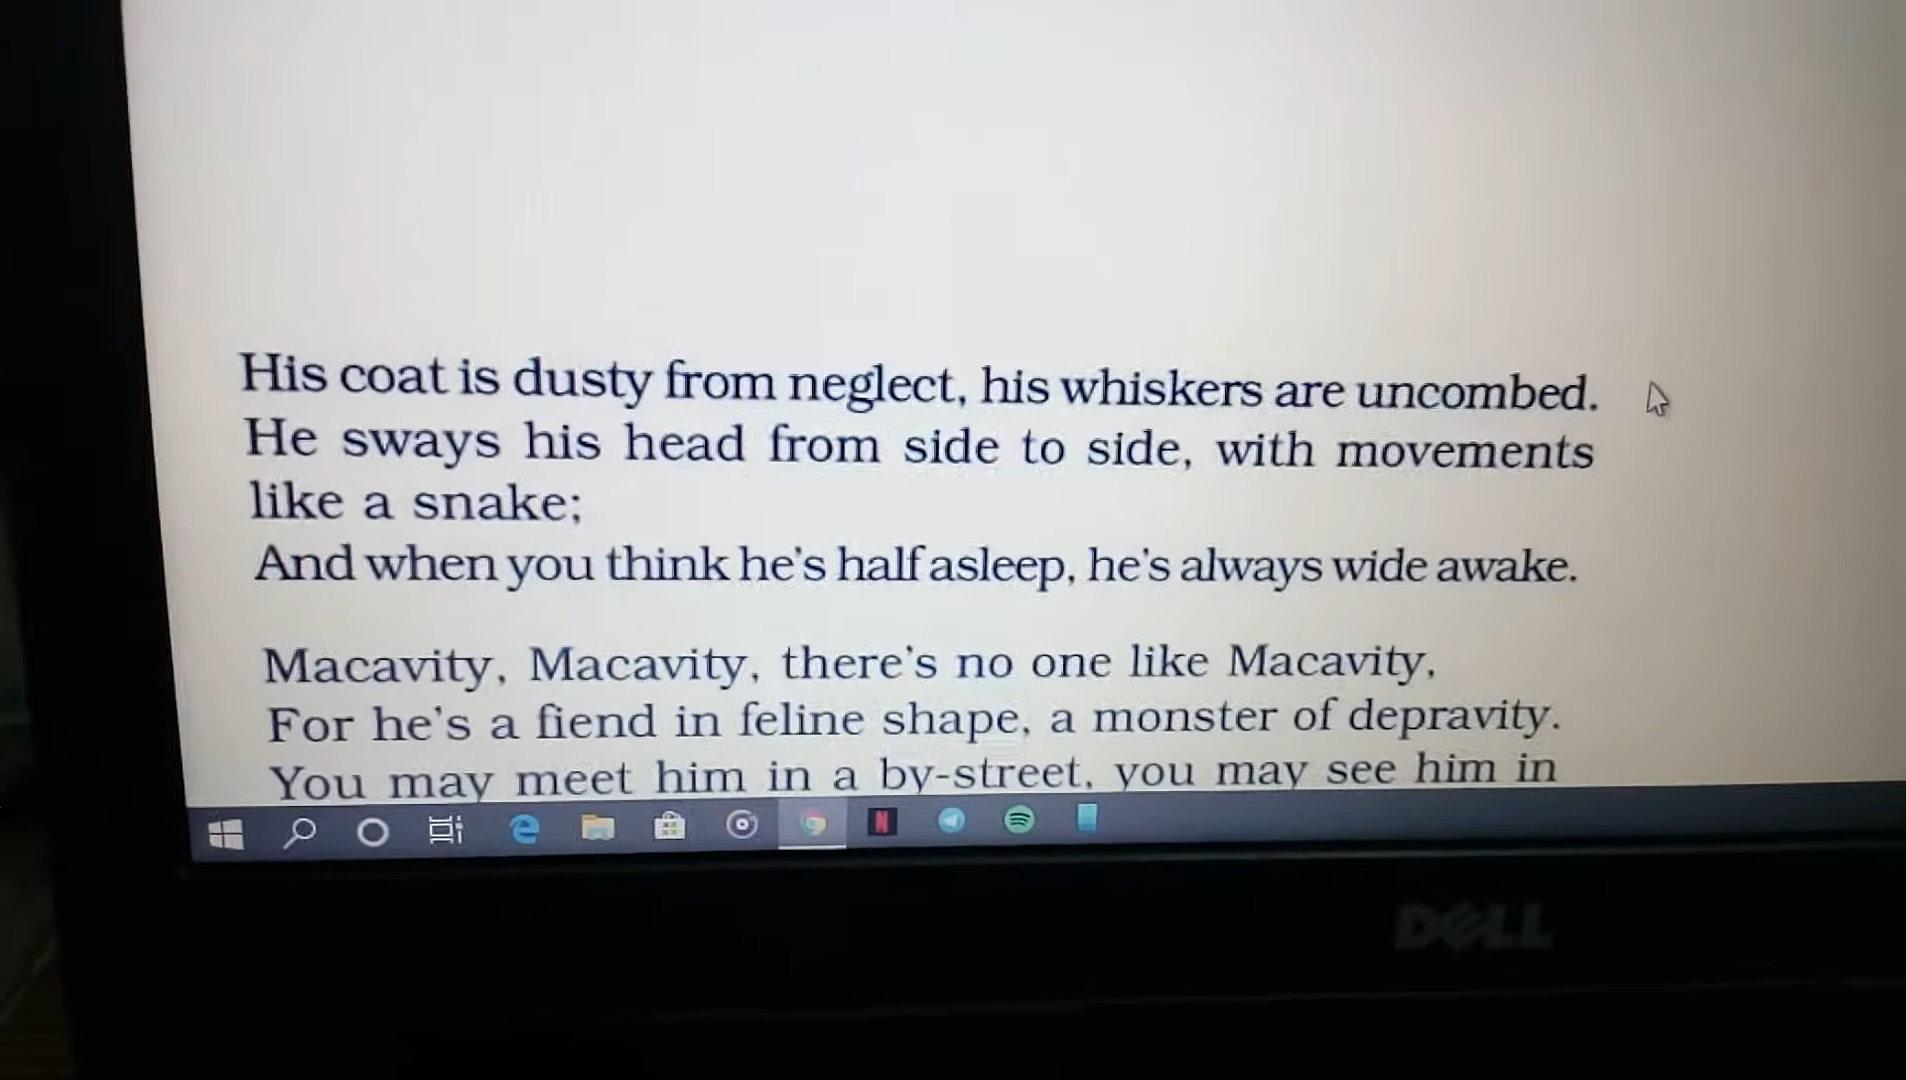 His coat is dusty from neglect, his whiskers are uncombed.
He sways his head from side to side, with movements
like a snake;
And when you think he's half asleep, he's always wide awake.
Macavity, Macavity, there's no one like Macavity,
For he's a fiend in feline shape, a monster of depravity.
You may meet him in a by-street, you may see him in
N
DELL